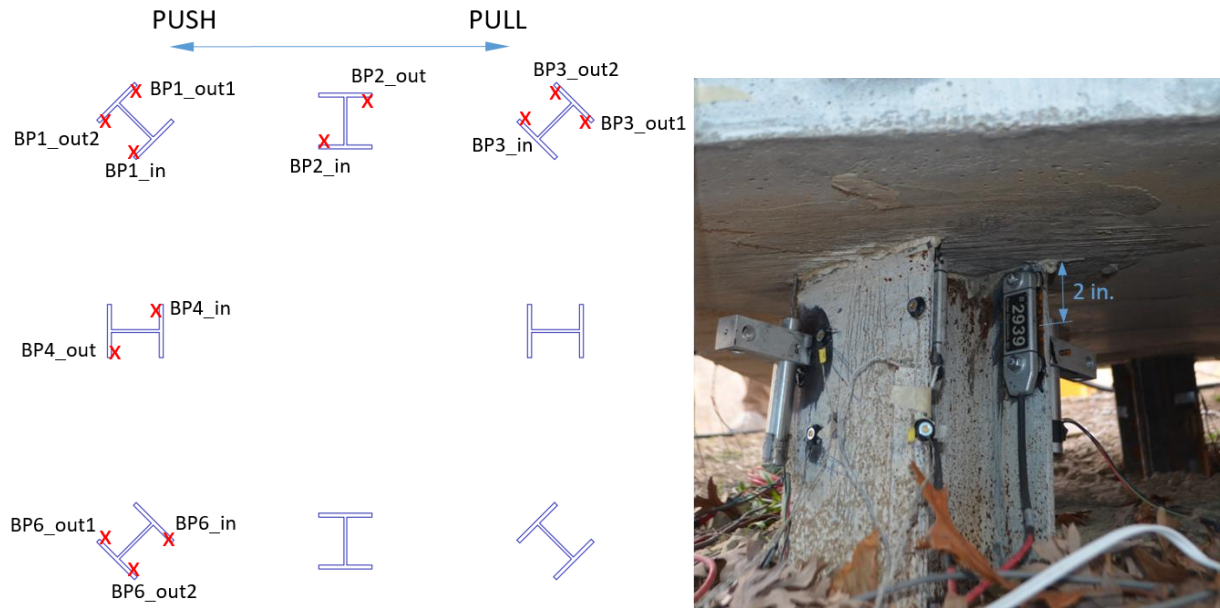 PUSH PULL
BP1_out1
BP2_out
BP3_out2
BP1_out2
BP3_out1
BP3_in
BP1_in
BP2_in
BP4_in
BP4_out
BP6_out1
BP6_in
BP6_out2
2 in.
2939